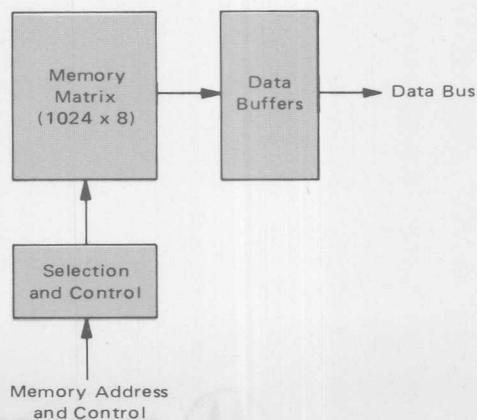 Memory
Matrix
(1024 x 8)
Data
Buffers
Data Bus
Selection
and Control
Memory Address
and Control